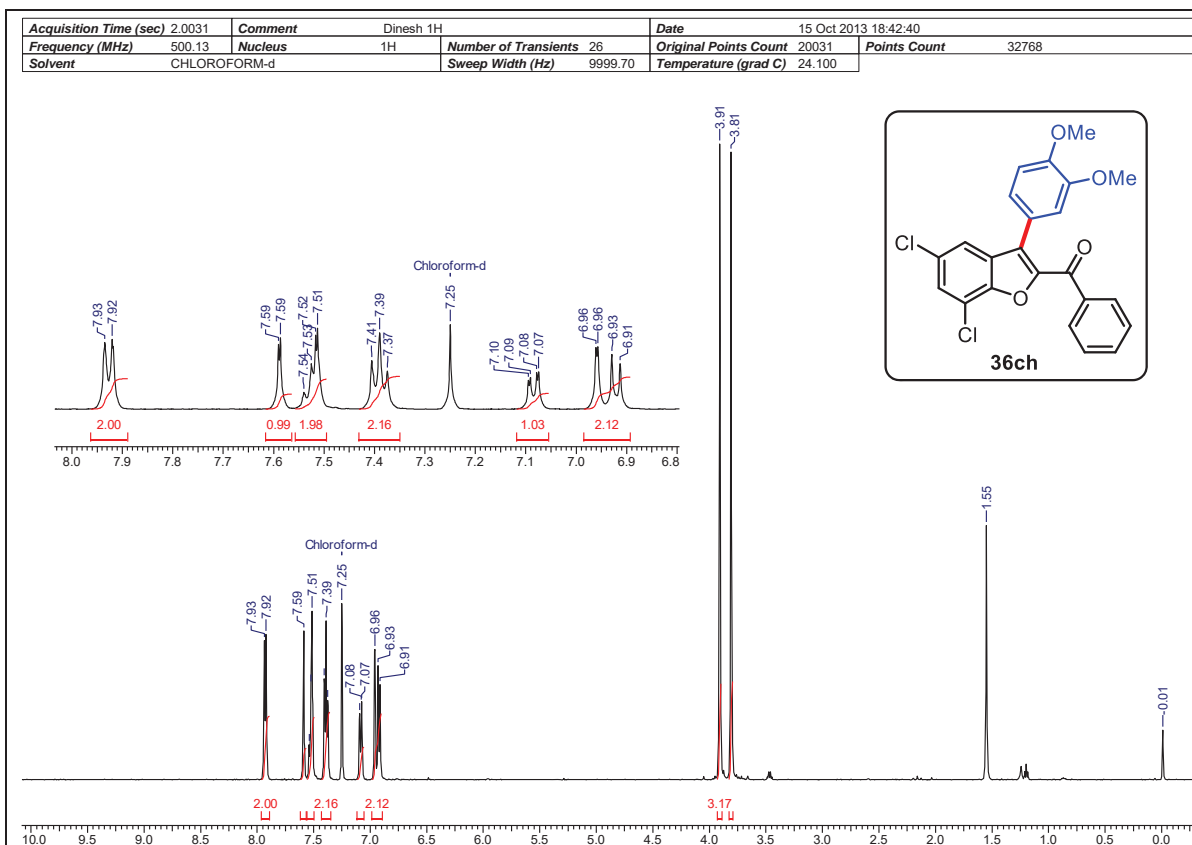 Acquisition Time (sec) 2.0031 Comment Dinesh 1H Date 15 Oct 2013 18:42:40
Frequency (MHz) 500.13 Nucleus 1H Number of Transients 26 Original Points Count 20031 Points Count 32768
Solvent CHLOROFORM-d Sweep Width (Hz) 9999.70 Temperature (grad C) 24.100
3.91 3.81
OMe
OMe
Cl
O
O
Cl
36ch
Chloroform-d
7.93 7.92 7.59 7.59 7.54 7.53 7.52 7.51 7.41 7.39 7.37 7.25 7.10 7.09 7.08 7.07 6.96 6.96 6.93 6.91
2.00 0.99 1.98 2.16 1.03 2.12
8.0 7.9 7.8 7.7 7.6 7.5 7.4 7.3 7.2 7.1 7.0 6.9 6.8
Chloroform-d
7.93 7.92 7.59 7.51 7.39 7.25 7.08 7.07 6.96 6.93 6.91 1.55 -0.01
2.00 2.16 2.12 3.17
10.0 9.5 9.0 8.5 8.0 7.5 7.0 6.5 6.0 5.5 5.0 4.5 4.0 3.5 3.0 2.5 2.0 1.5 1.0 0.5 0.0